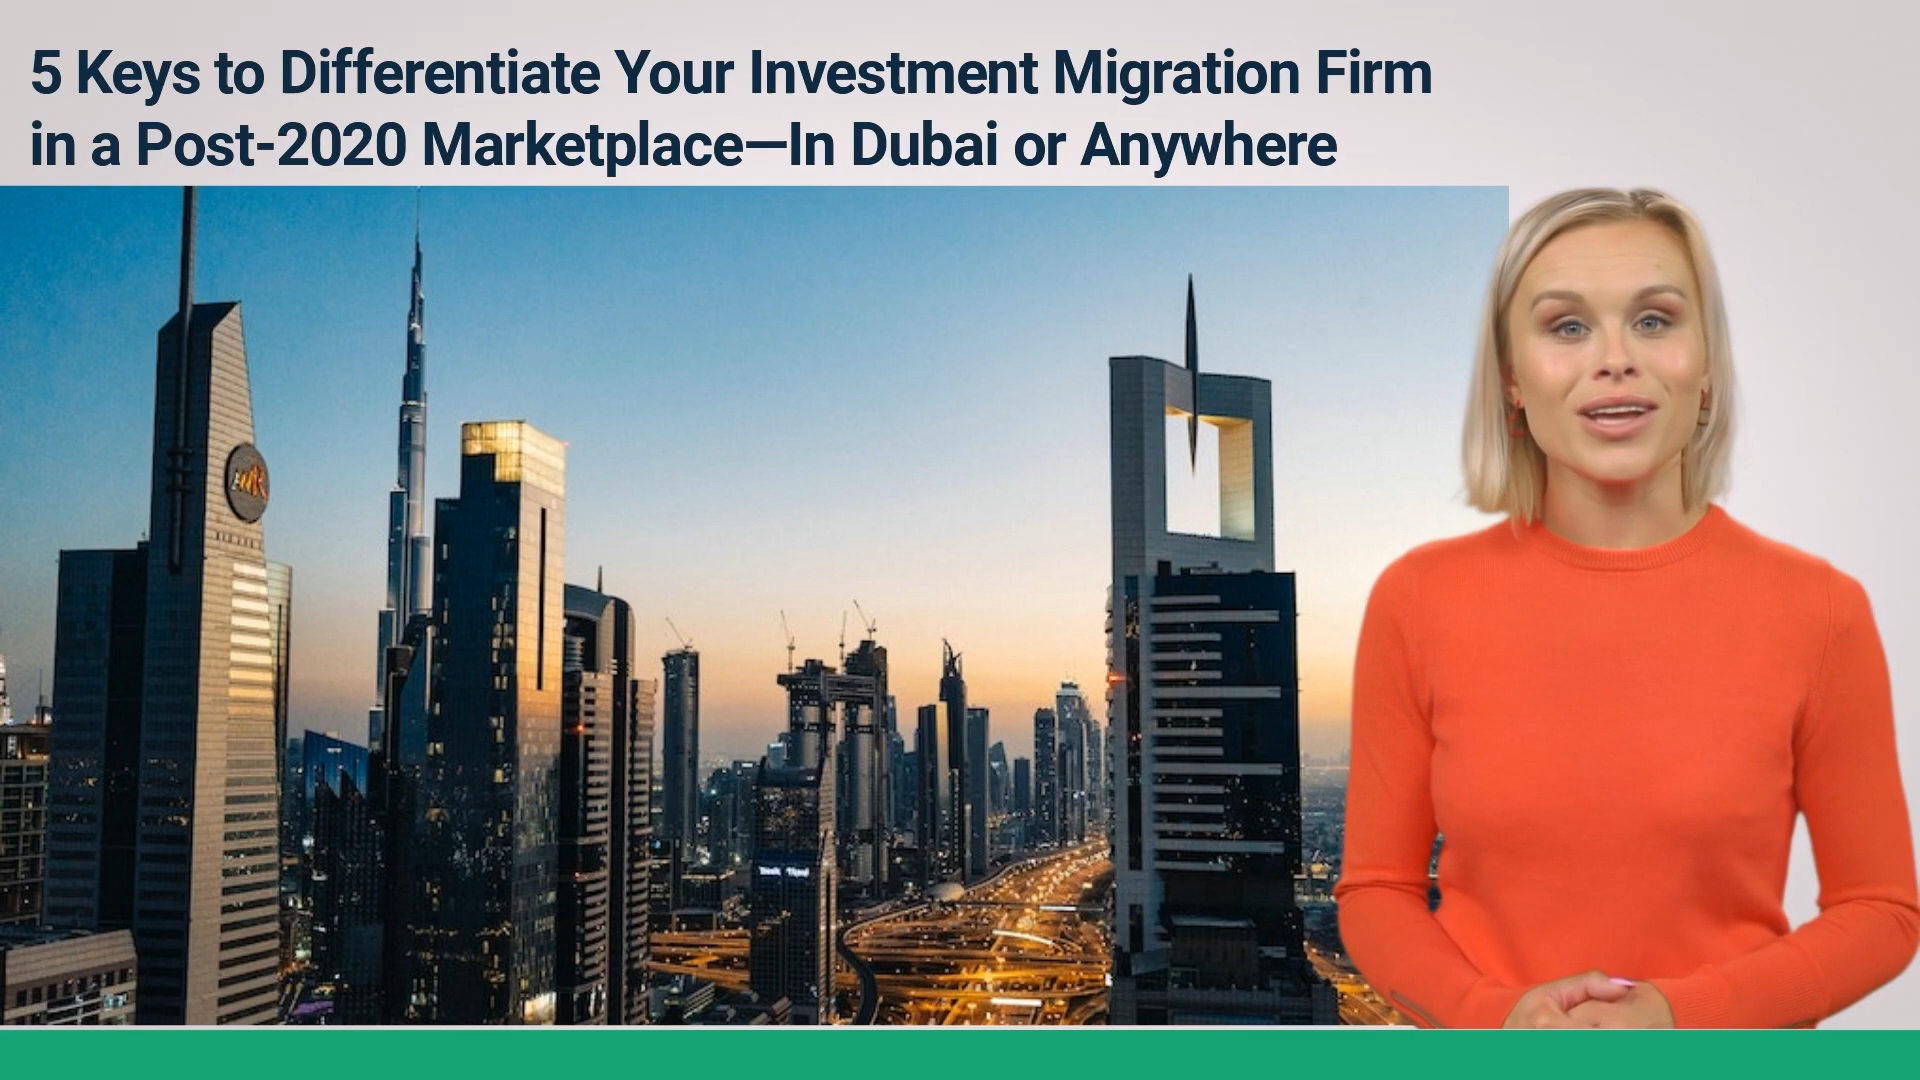 5 Keys to Differentiate Your Investment Migration Firm
in a Post-2020 Marketplace—In Dubai or Anywhere